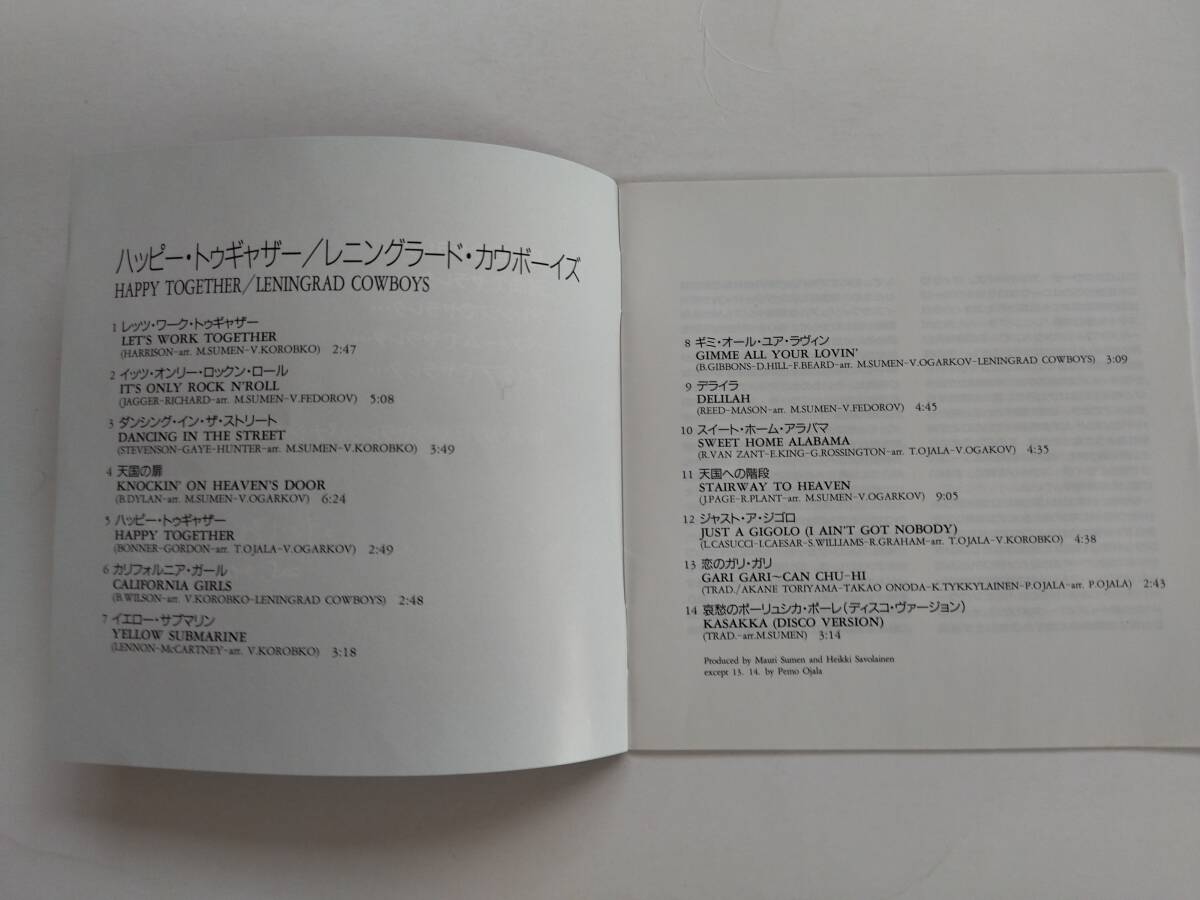 ハッピー・トゥギャザー/レニングラード・カウボーイズ
HAPPY TOGETHER/LENINGRAD COWBOYS
1 レッツ・ワーク・トゥギャザー
LET'S WORK TOGETHER
(HARRISON-arr. M.SUMEN-V.KOROBKO) 2:47
2 イッツ・オンリー・ロックン・ロール
IT'S ONLY ROCK N'ROLL
(JAGGER-RICHARD-arr. M.SUMEN-V.FEDOROV) 5:08
3 ダンシング・イン・ザ・ストリート
DANCING IN THE STREET
(STEVENSON-GAYE-HUNTER-arr. M.SUMEN-V.KOROBKO) 3:49
4 天国の扉
KNOCKIN' ON HEAVEN'S DOOR
(B.DYLAN-arr. M.SUMEN-V.OGARKOV) 6:24
5 ハッピー・トゥギャザー
HAPPY TOGETHER
(BONNER-GORDON-arr. T.OJALA-V.OGARKOV) 2:49
6 カリフォルニア・ガール
CALIFORNIA GIRLS
(B.WILSON-arr. V.KOROBKO-LENINGRAD COWBOYS) 2:48
7 イエロー・サブマリン
YELLOW SUBMARINE
(LENNON-McCARTNEY-arr. V.KOROBKO) 3:18
8 ギミ・オール・ユア・ラヴィン
GIMME ALL YOUR LOVIN'
(B.GIBBONS-D.HILL-F.BEARD-arr. M.SUMEN-V.OGARKOV-LENINGRAD COWBOYS) 3:09
9 デライラ
DELILAH
(REED-MASON-arr. M.SUMEN-V.FEDOROV) 4:45
10 スイート・ホーム・アラバマ
SWEET HOME ALABAMA
(R.VAN ZANT-E.KING-G.ROSSINGTON-arr. T.OJALA-V.OGAKOV) 4:35
11 天国への階段
STAIRWAY TO HEAVEN
(J.PAGE-R.PLANT-arr. M.SUMEN-V.OGARKOV) 9:05
12 ジャスト・ア・ジゴロ
JUST A GIGOLO (I AIN'T GOT NOBODY)
(L.CASUCCI-I.CAESAR-S.WILLIAMS-R.GRAHAM-arr. T.OJALA-V.KOROBKO) 4:38
13 恋のガリ・ガリ
GARI GARI~CAN CHU-HI
(TRAD./AKANE TORIYAMA-TAKAO ONODA-K.TYKKYLAINEN-P.OJALA-arr. P.OJALA) 2:43
14 哀愁のポーリュシカ・ポーレ(ディスコ・ヴァージョン)
KASAKKA (DISCO VERSION)
(TRAD.-arr.M.SUMEN) 3:14
Produced by Mauri Sumen and Heikki Savolainen
except 13. 14. by Pemo Ojala